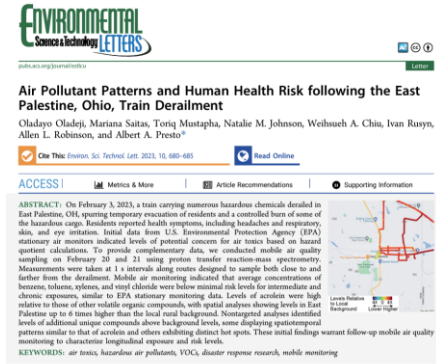 ENVIRONMENTAL
Science & Technology
LETTERS
pubs.acs.org/journal/estlcu
Letter
Air Pollutant Patterns and Human Health Risk following the East
Palestine, Ohio, Train Derailment
Oladayo Oladeji, Mariana Saitas, Toriq Mustapha, Natalie M. Johnson, Weihsueh A. Chiu, Ivan Rusyn,
Allen L. Robinson, and Albert A. Presto*
Cite This: Environ. Sci. Technol. Lett. 2023, 10, 680–685
Read Online
ACCESS
Metrics & More
Article Recommendations
Supporting Information
ABSTRACT: On February 3, 2023, a train carrying numerous hazardous chemicals derailed in
East Palestine, OH, spurring temporary evacuation of residents and a controlled burn of some of
the hazardous cargo. Residents reported health symptoms, including headaches and respiratory,
skin, and eye irritation. Initial data from U.S. Environmental Protection Agency (EPA)
stationary air monitors indicated levels of potential concern for air toxics based on hazard
quotient calculations. To provide complementary data, we conducted mobile air quality
sampling on February 20 and 21 using proton transfer reaction-mass spectrometry.
Measurements were taken at 1 s intervals along routes designed to sample both close to and
farther from the derailment. Mobile air monitoring indicated that average concentrations of
benzene, toluene, xylenes, and vinyl chloride were below minimal risk levels for intermediate and
chronic exposures, similar to EPA stationary monitoring data. Levels of acrolein were high
relative to those of other volatile organic compounds, with spatial analyses showing levels in East
Palestine up to 6 times higher than the local rural background. Nontargeted analyses identified
levels of additional unique compounds above background levels, some displaying spatiotemporal
patterns similar to that of acrolein and others exhibiting distinct hot spots. These initial findings warrant follow-up mobile air quality
monitoring to characterize longitudinal exposure and risk levels.
Levels Relative
to Local
Background
Lower
Higher
KEYWORDS: air toxics, hazardous air pollutants, VOCs, disaster response research, mobile monitoring